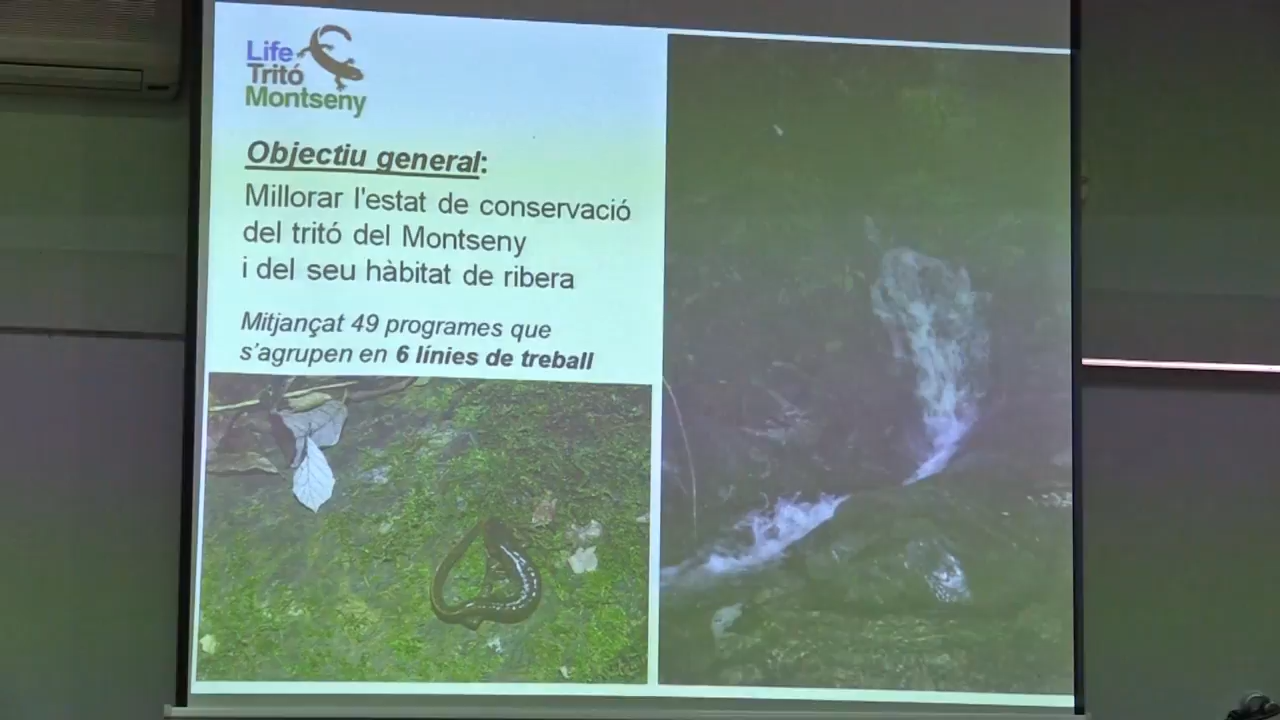 Life
Tritó
Montseny
Objectiu general:
Millorar l'estat de conservació
del tritó del Montseny
i del seu hàbitat de ribera
Mitjançat 49 programes que
s'agrupen en 6 línies de treball